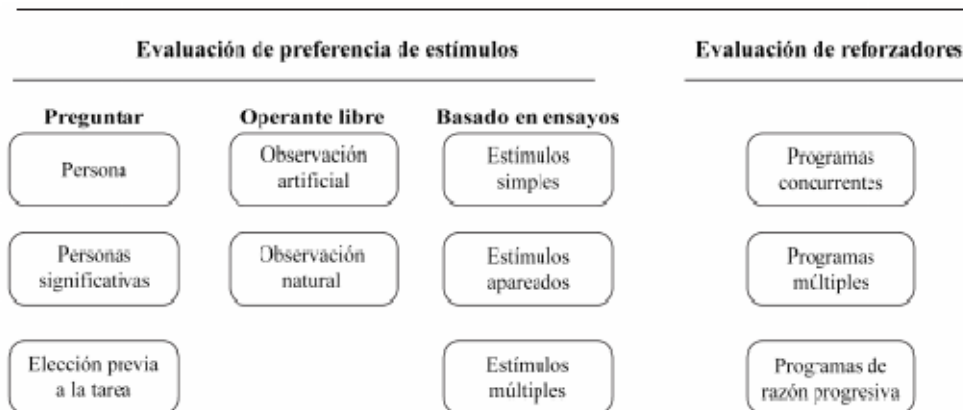 Evaluación de preferencia de estímulos
Evaluación de reforzadores
Preguntar
Operante libre
Basado en ensayos
Persona
Observación
artificial
Estímulos
simples
Programas
concurrentes
Personas
significativas
Observación
natural
Estímulos
apareados
Programas
múltiples
Elección previa
a la tarea
Estímulos
múltiples
Programas de
razón progresiva